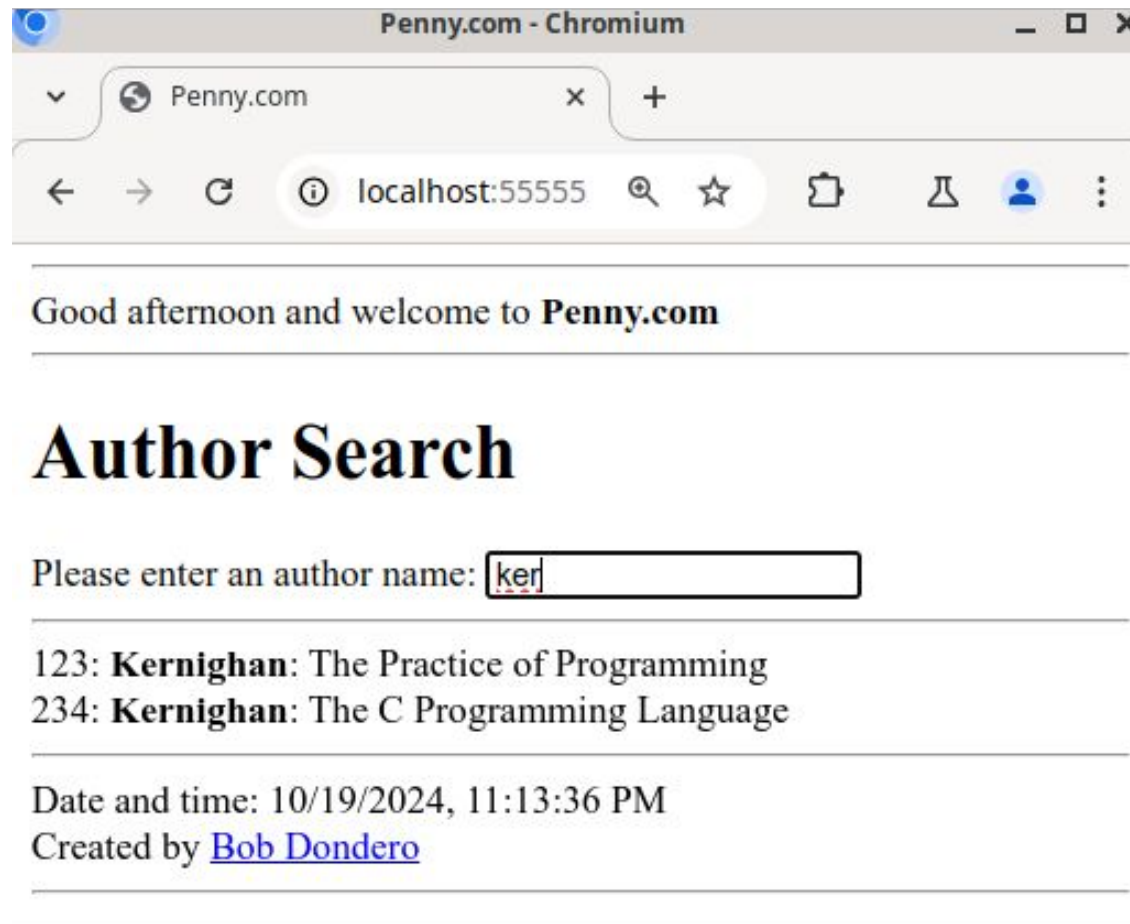 Penny.com - Chromium
Penny.com
localhost:55555
Good afternoon and welcome to Penny.com
Author Search
Please enter an author name: ker
123: Kernighan: The Practice of Programming
234: Kernighan: The C Programming Language
Date and time: 10/19/2024, 11:13:36 PM
Created by Bob Dondero